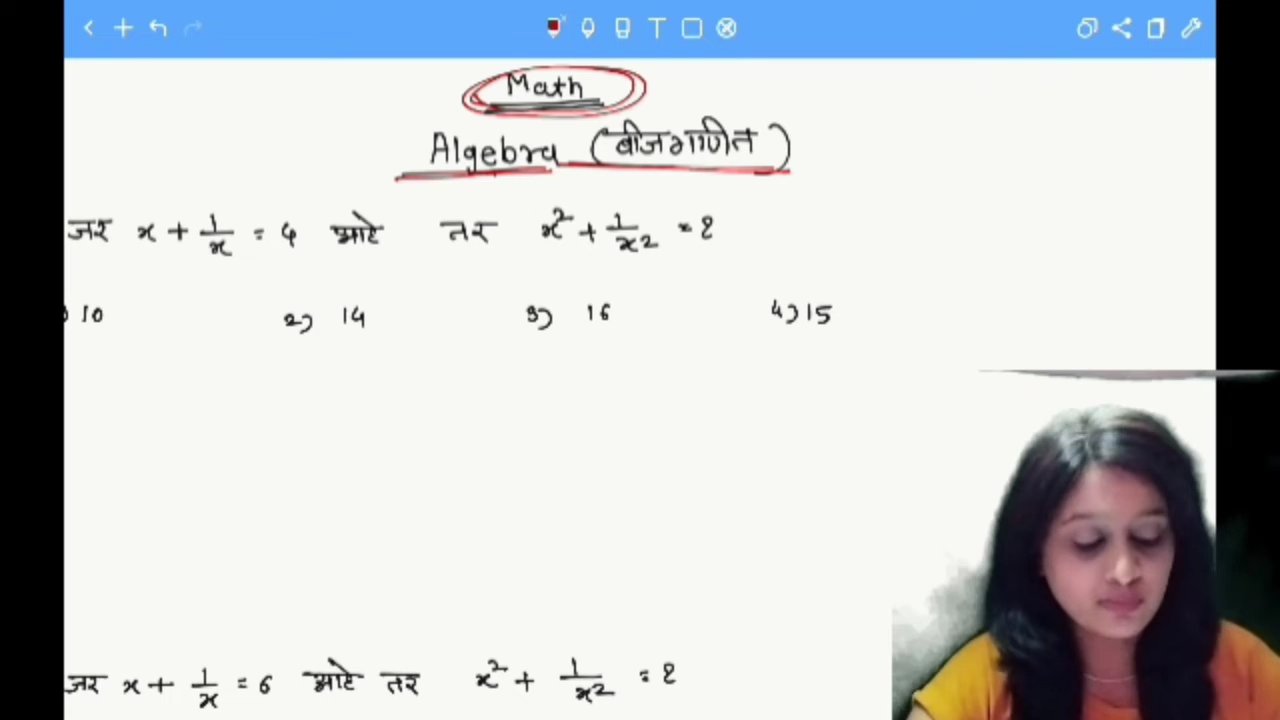 Math
Algebra (बीजगणित)
जर x + 1/x = 4 आहे तर x² + 1/x² = ?
1) 10 2) 14 3) 16 4) 15
जर x + 1/x = 6 आहे तर x² + 1/x² = ?